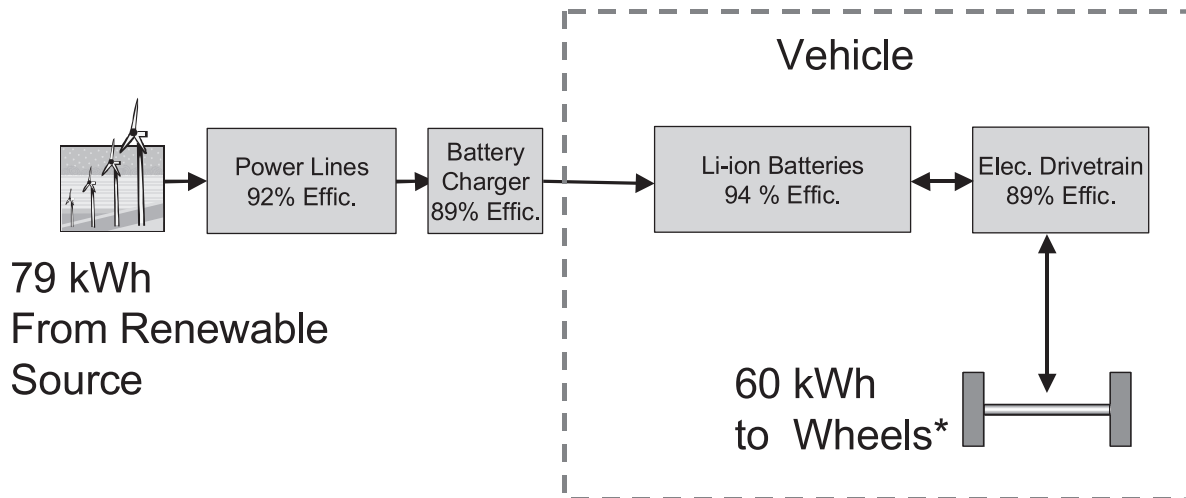 Vehicle
Power Lines
92% Effic.
Battery
Charger
89% Effic.
Li-ion Batteries
94 % Effic.
Elec. Drivetrain
89% Effic.
79 kWh
From Renewable
Source
60 kWh
to Wheels*